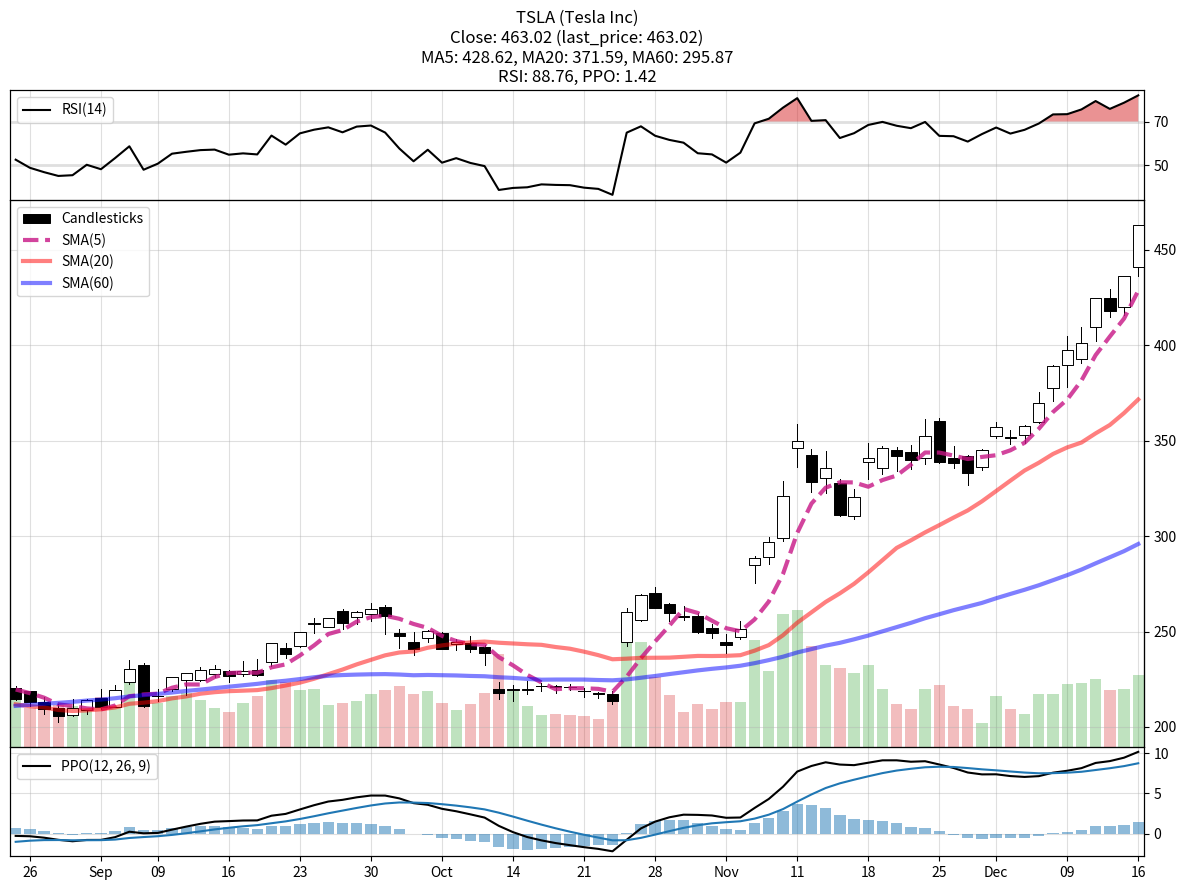 TSLA (Tesla Inc)
Close: 463.02 (last_price: 463.02)
MA5: 428.62, MA20: 371.59, MA60: 295.87
RSI: 88.76, PPO: 1.42
RSI(14)
70
50
Candlesticks
SMA(5)
SMA(20)
SMA(60)
450
400
350
300
250
200
PPO(12, 26, 9)
10
5
0
26 Sep 09 16 23 30 Oct 14 21 28 Nov 11 18 25 Dec 09 16